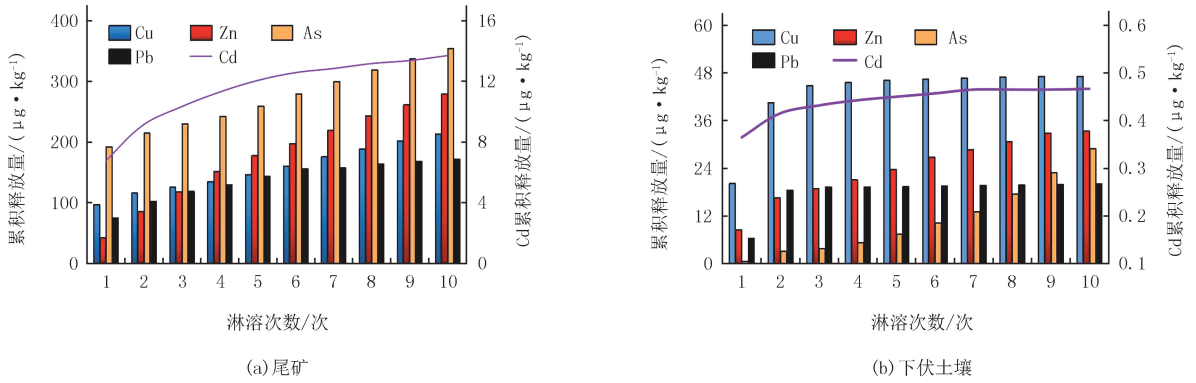 400
300
200
100
0
累积释放量/(μg·kg⁻¹)
Cu
Zn
As
Pb
Cd
16
12
8
4
0
Cd累积释放量/(μg·kg⁻¹)
1 2 3 4 5 6 7 8 9 10
淋溶次数/次
(a)尾矿
60
48
36
24
12
0
累积释放量/(μg·kg⁻¹)
Cu
Zn
As
Pb
Cd
0.6
0.5
0.4
0.3
0.2
0.1
Cd累积释放量/(μg·kg⁻¹)
1 2 3 4 5 6 7 8 9 10
淋溶次数/次
(b)下伏土壤